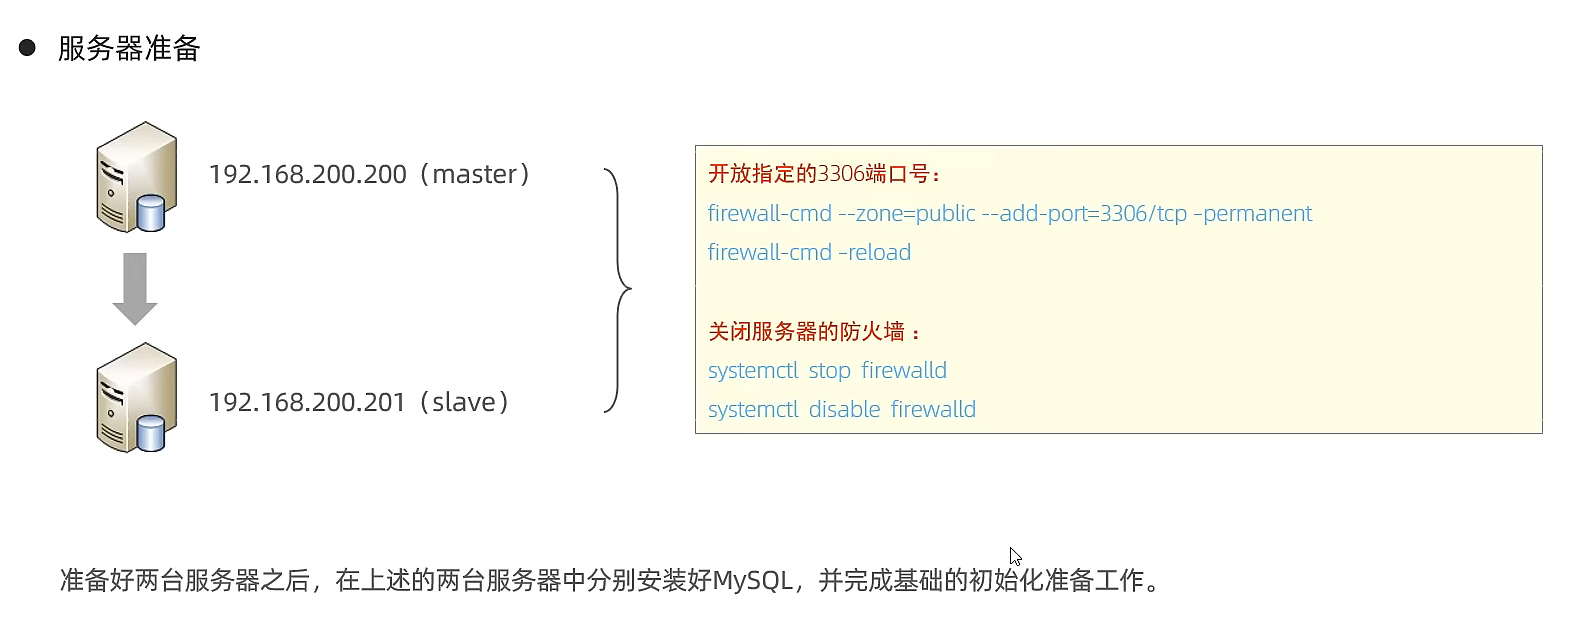 服务器准备
192.168.200.200（master）
192.168.200.201（slave）
开放指定的3306端口号：
firewall-cmd --zone=public --add-port=3306/tcp -permanent
firewall-cmd -reload
关闭服务器的防火墙：
systemctl stop firewalld
systemctl disable firewalld
准备好两台服务器之后，在上述的两台服务器中分别安装好MySQL，并完成基础的初始化准备工作。